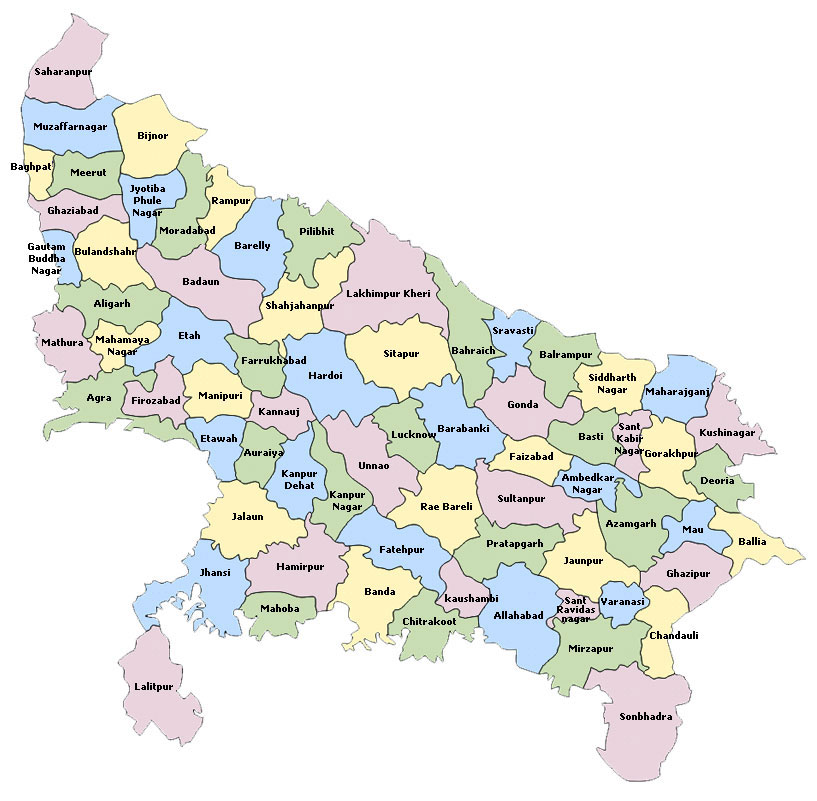 Saharanpur
Muzaffarnagar
Bijnor
Baghpat
Meerut
Jyotiba
Phule
Nagar
Rampur
Ghaziabad
Moradabad
Pilibhit
Gautam
Buddha
Nagar
Bulandshahr
Barelly
Badaun
Lakhimpur Kheri
Aligarh
Shahjahanpur
Mathura
Mahamaya
Nagar
Etah
Sravasti
Bahraich
Balrampur
Farrukhabad
Sitapur
Hardoi
Siddharth
Nagar
Maharajganj
Agra
Firozabad
Manipuri
Kannauj
Gonda
Etawah
Lucknow
Barabanki
Basti
Sant
Kabir
Nagar
Kushinagar
Auraiya
Gorakhpur
Faizabad
Unnao
Kanpur
Dehat
Ambedkar
Nagar
Deoria
Kanpur
Nagar
Sultanpur
Rae Bareli
Jalaun
Azamgarh
Mau
Ballia
Fatehpur
Pratapgarh
Jaunpur
Jhansi
Hamirpur
Ghazipur
Banda
kaushambi
Sant
Ravidas
nagar
Varanasi
Mahoba
Chitrakoot
Allahabad
Chandauli
Mirzapur
Lalitpur
Sonbhadra